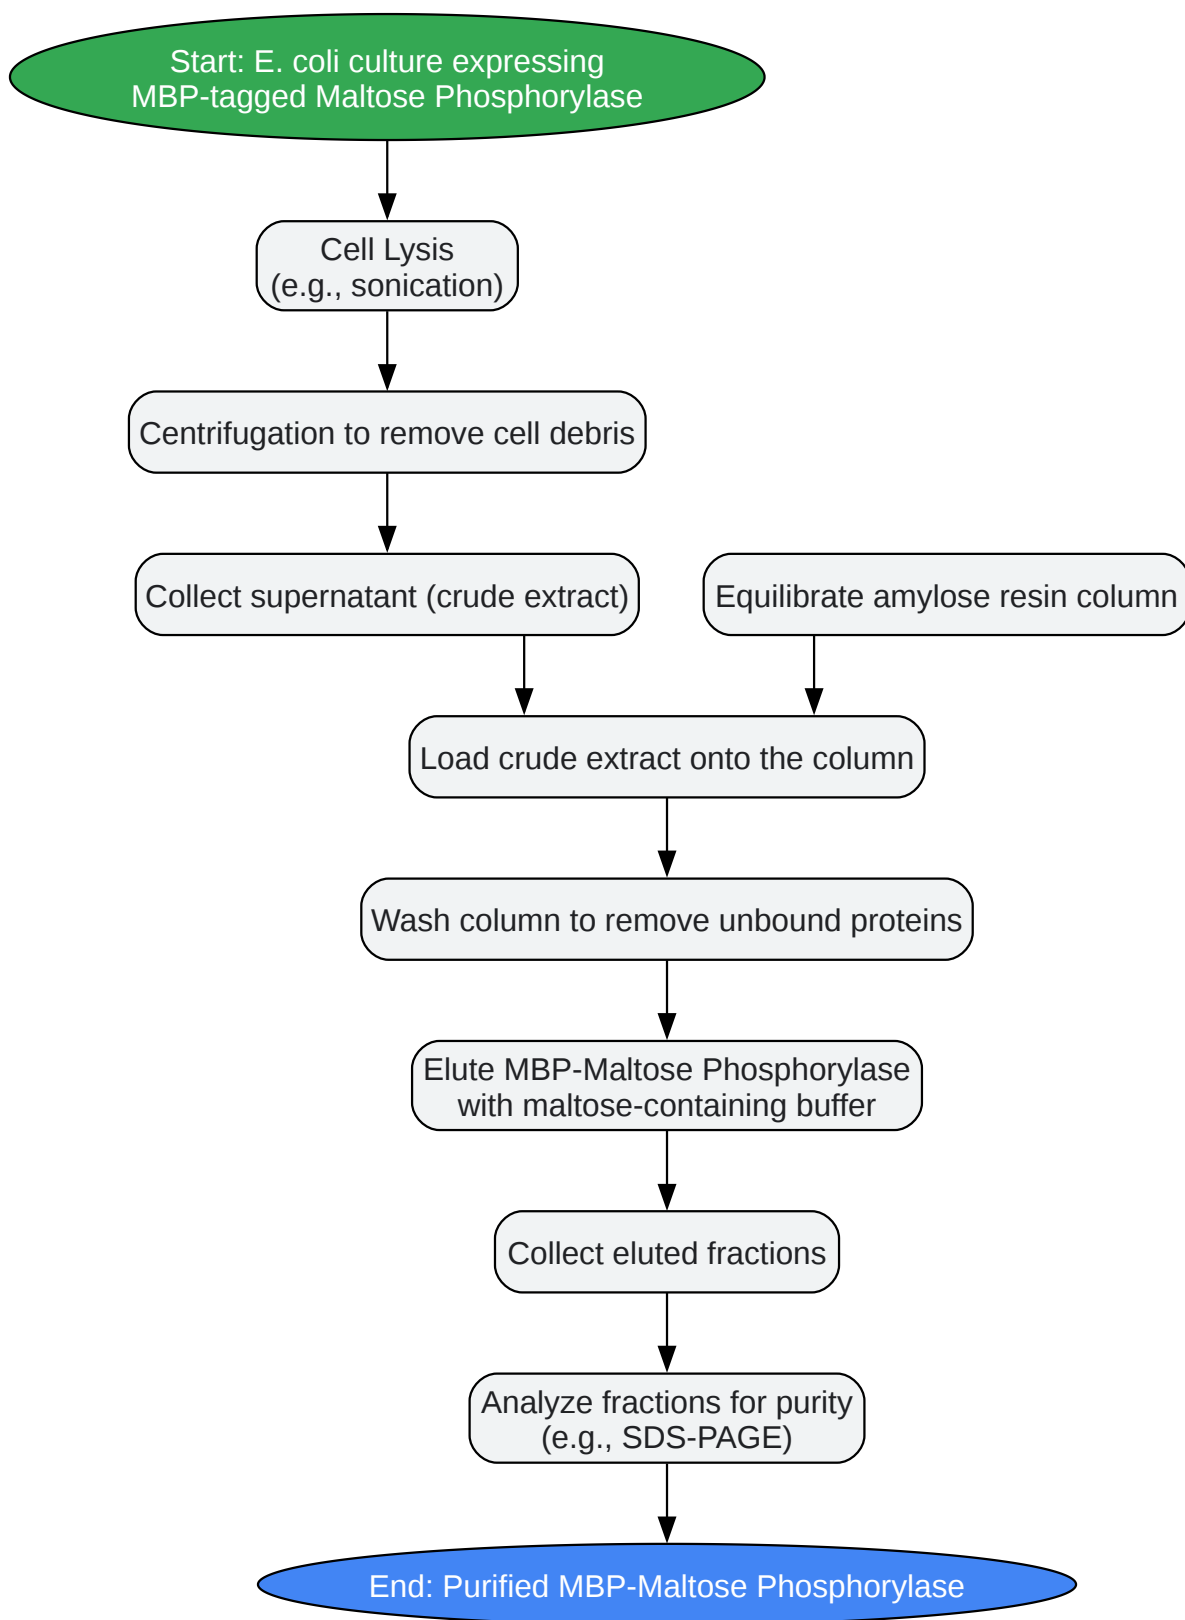 Start: E. coli culture expressing
MBP-tagged Maltose Phosphorylase
Cell Lysis
(e.g., sonication)
Centrifugation to remove cell debris
Collect supernatant (crude extract)
Equilibrate amylose resin column
Load crude extract onto the column
Wash column to remove unbound proteins
Elute MBP-Maltose Phosphorylase
with maltose-containing buffer
Collect eluted fractions
Analyze fractions for purity
(e.g., SDS-PAGE)
End: Purified MBP-Maltose Phosphorylase